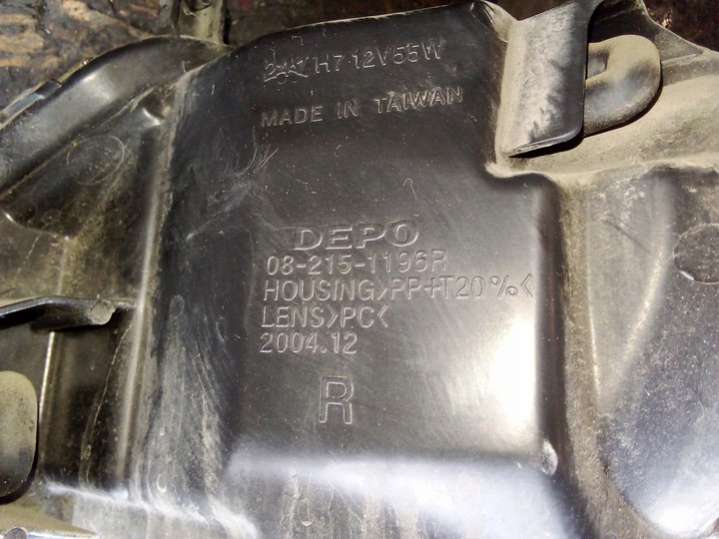 H7 12V55W
MADE IN TAIWAN
DEPO
08-215-1196R
HOUSING>PP+T20%<
LENS>PC<
2004.12
R